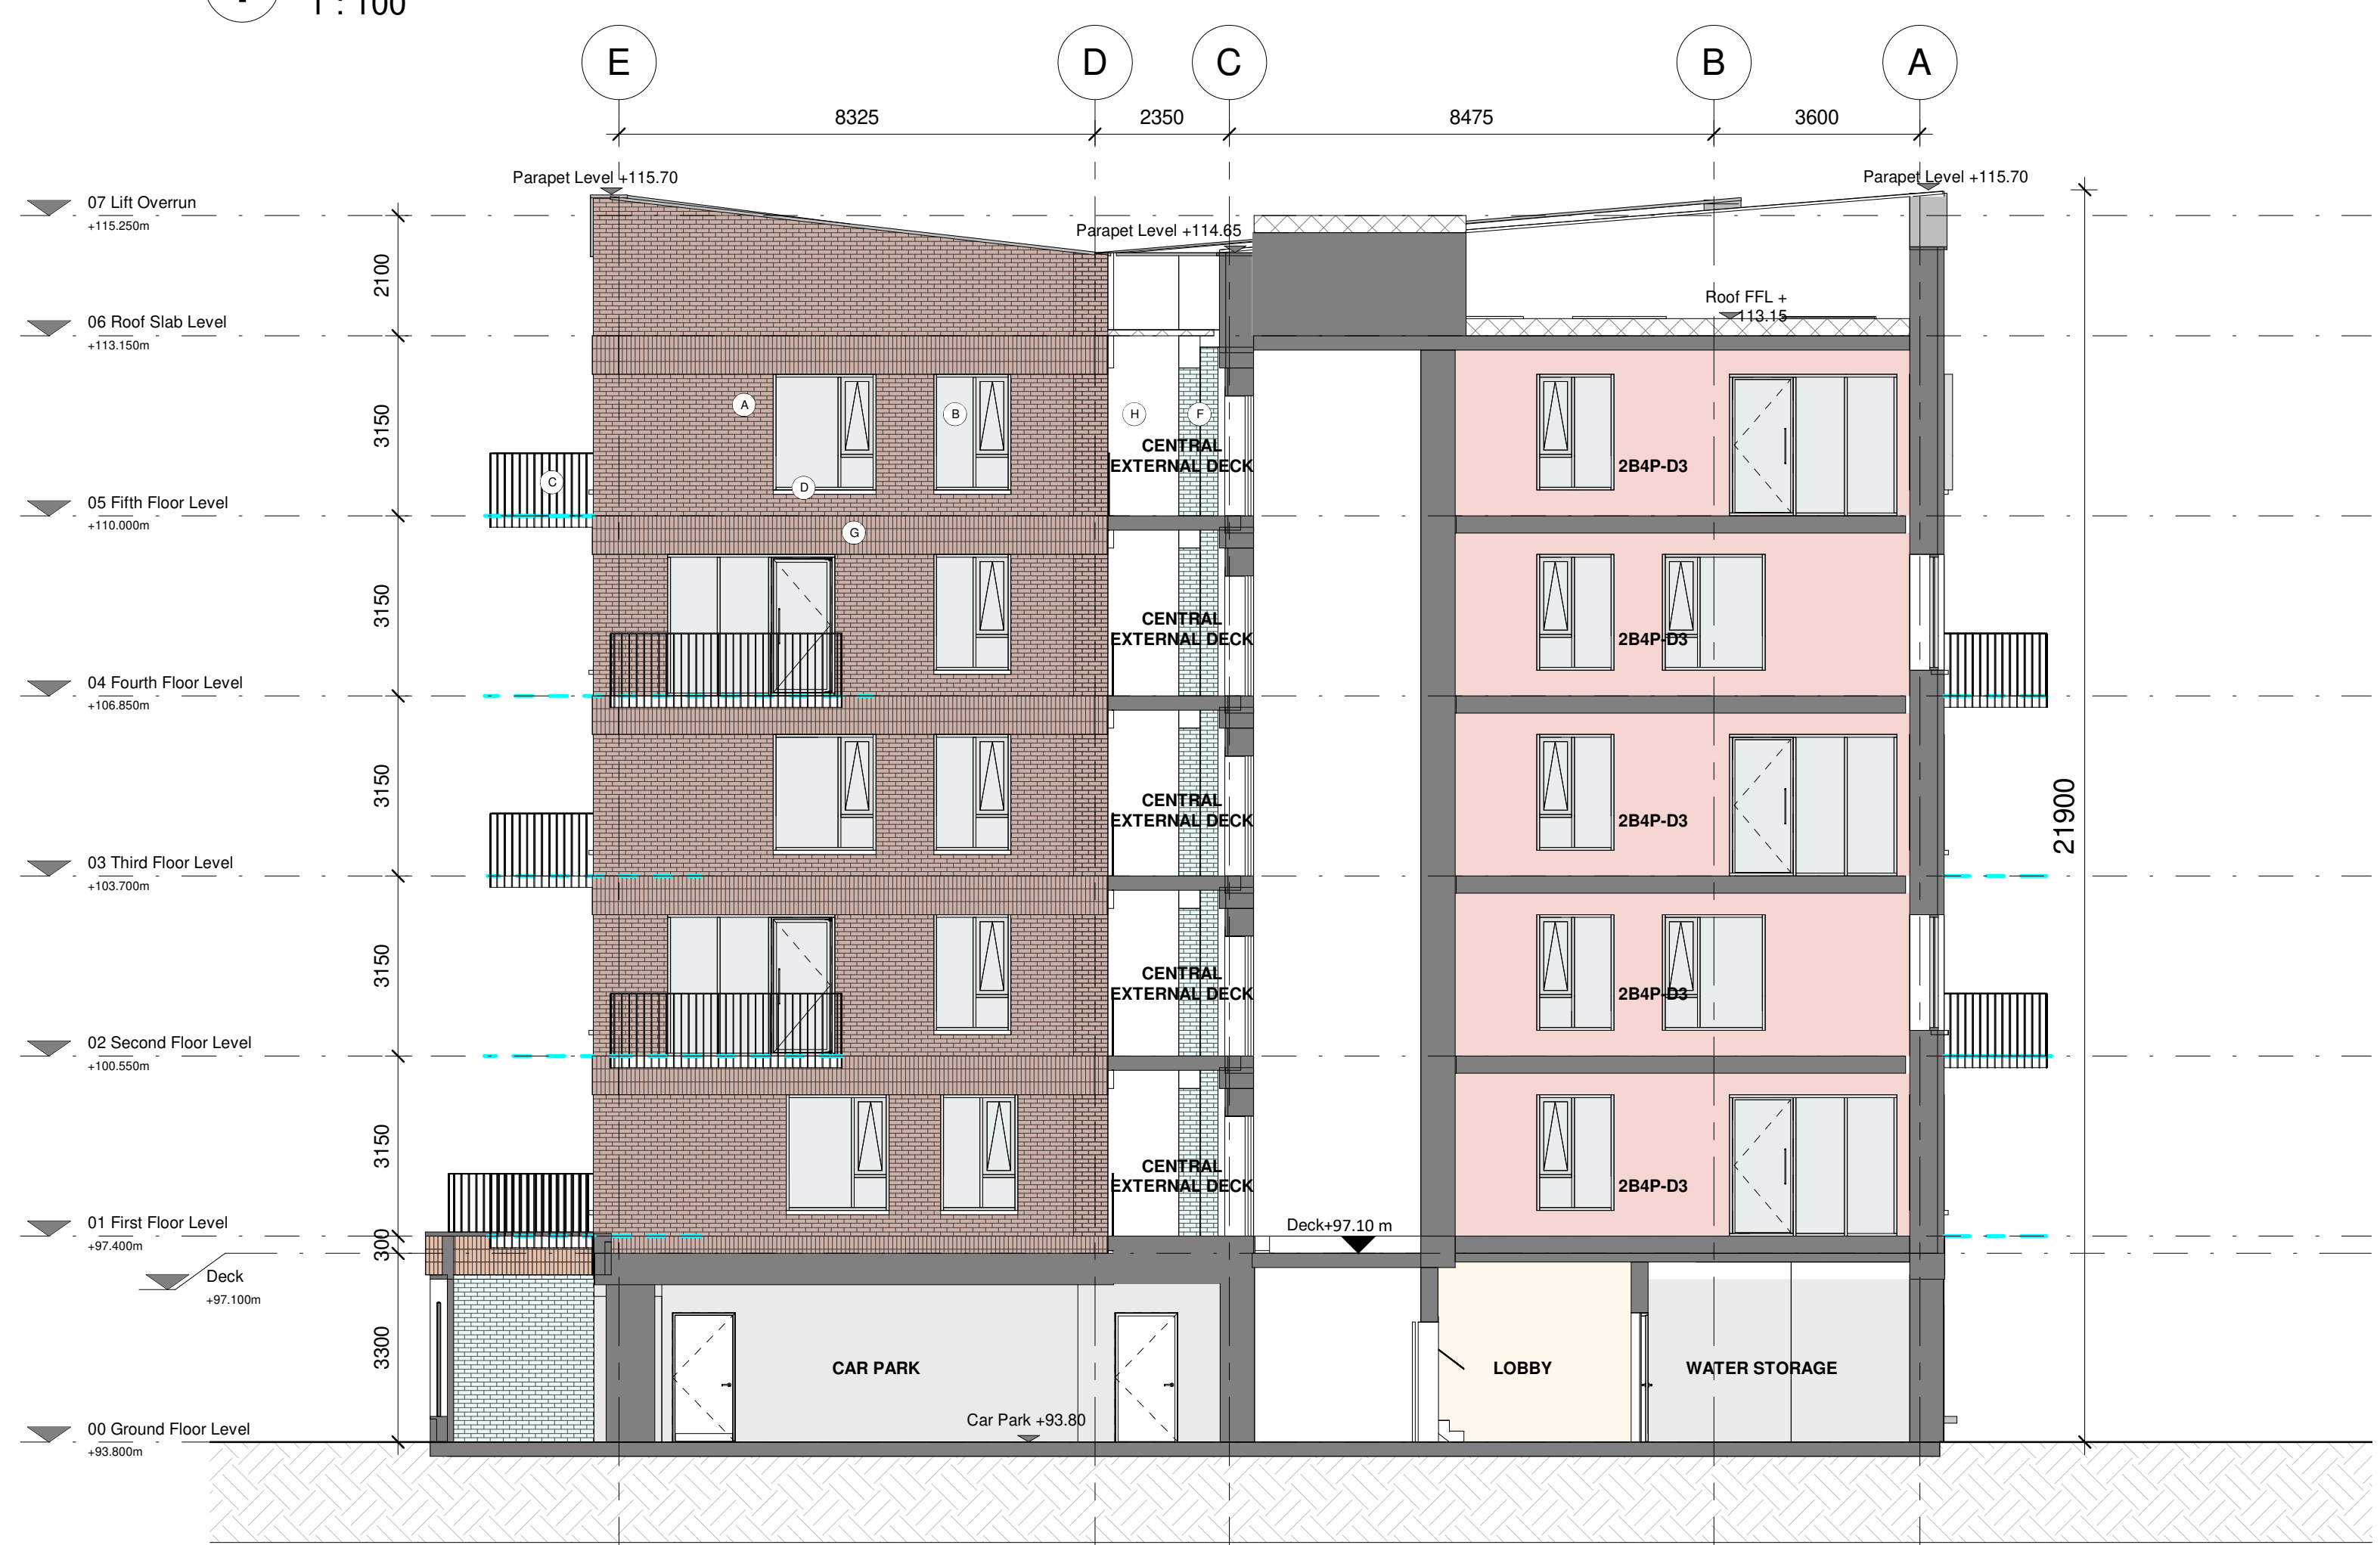 1 : 100
E
D
C
B
A
8325
2350
8475
3600
Parapet Level +115.70
Parapet Level +115.70
07 Lift Overrun
+115.250m
Parapet Level +114.65
2100
Roof FFL +
113.15
06 Roof Slab Level
+113.150m
3150
A
B
H
F
CENTRAL
EXTERNAL DECK
2B4P-D3
C
D
05 Fifth Floor Level
+110.000m
G
3150
CENTRAL
EXTERNAL DECK
2B4P-D3
04 Fourth Floor Level
+106.850m
3150
CENTRAL
EXTERNAL DECK
2B4P-D3
21900
03 Third Floor Level
+103.700m
3150
CENTRAL
EXTERNAL DECK
2B4P-D3
02 Second Floor Level
+100.550m
3150
CENTRAL
EXTERNAL DECK
2B4P-D3
01 First Floor Level
+97.400m
300
Deck+97.10 m
Deck
+97.100m
3300
CAR PARK
LOBBY
WATER STORAGE
Car Park +93.80
00 Ground Floor Level
+93.800m